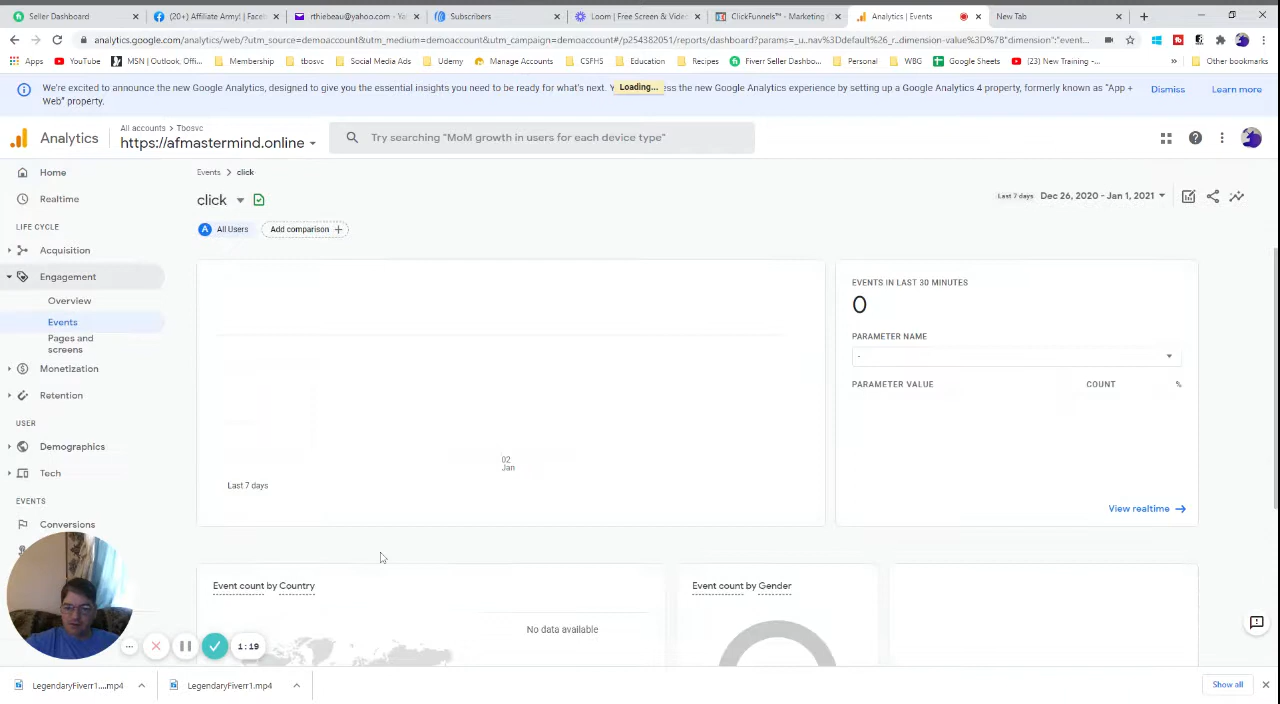 Seller Dashboard
(20+) Affiliate Army! | Faceb
rthiebeau@yahoo.com - Y
Subscribers
Loom | Free Screen & Vide
ClickFunnels™ - Marketing
Analytics | Events
New Tab
analytics.google.com/analytics/web/?utm_source=demoaccount&utm_medium=demoaccount&utm_campaign=demoaccount#/p254382051/reports/dashboard?params=_u..nav%3Ddefault%26_r..dimension-value%3D%7B"dimension":"event...
Apps
YouTube
MSN | Outlook, Offi...
Membership
tbosvc
Social Media Ads
Udemy
Manage Accounts
CSFHS
Education
Recipes
Fiverr Seller Dashbo...
Personal
WBG
Google Sheets
(23) New Training -...
»
Other bookmarks
We're excited to announce the new Google Analytics, designed to give you the essential insights you need to be ready for what's next. Y
Loading...
ss the new Google Analytics experience by setting up a Google Analytics 4 property, formerly known as "App +
Web" property.
Dismiss
Learn more
Analytics
All accounts > Tbosvc
https://afmastermind.online
Try searching "MoM growth in users for each device type"
Home
Realtime
LIFE CYCLE
Acquisition
Engagement
Overview
Events
Pages and
screens
Monetization
Retention
USER
Demographics
Tech
EVENTS
Conversions
Events > click
click
Last 7 days Dec 26, 2020 - Jan 1, 2021
A All Users
Add comparison +
02
Jan
Last 7 days
EVENTS IN LAST 30 MINUTES
0
PARAMETER NAME
-
PARAMETER VALUE COUNT %
View realtime →
Event count by Country
No data available
Event count by Gender
1:19
LegendaryFiverr1....mp4
LegendaryFiverr1.mp4
Show all